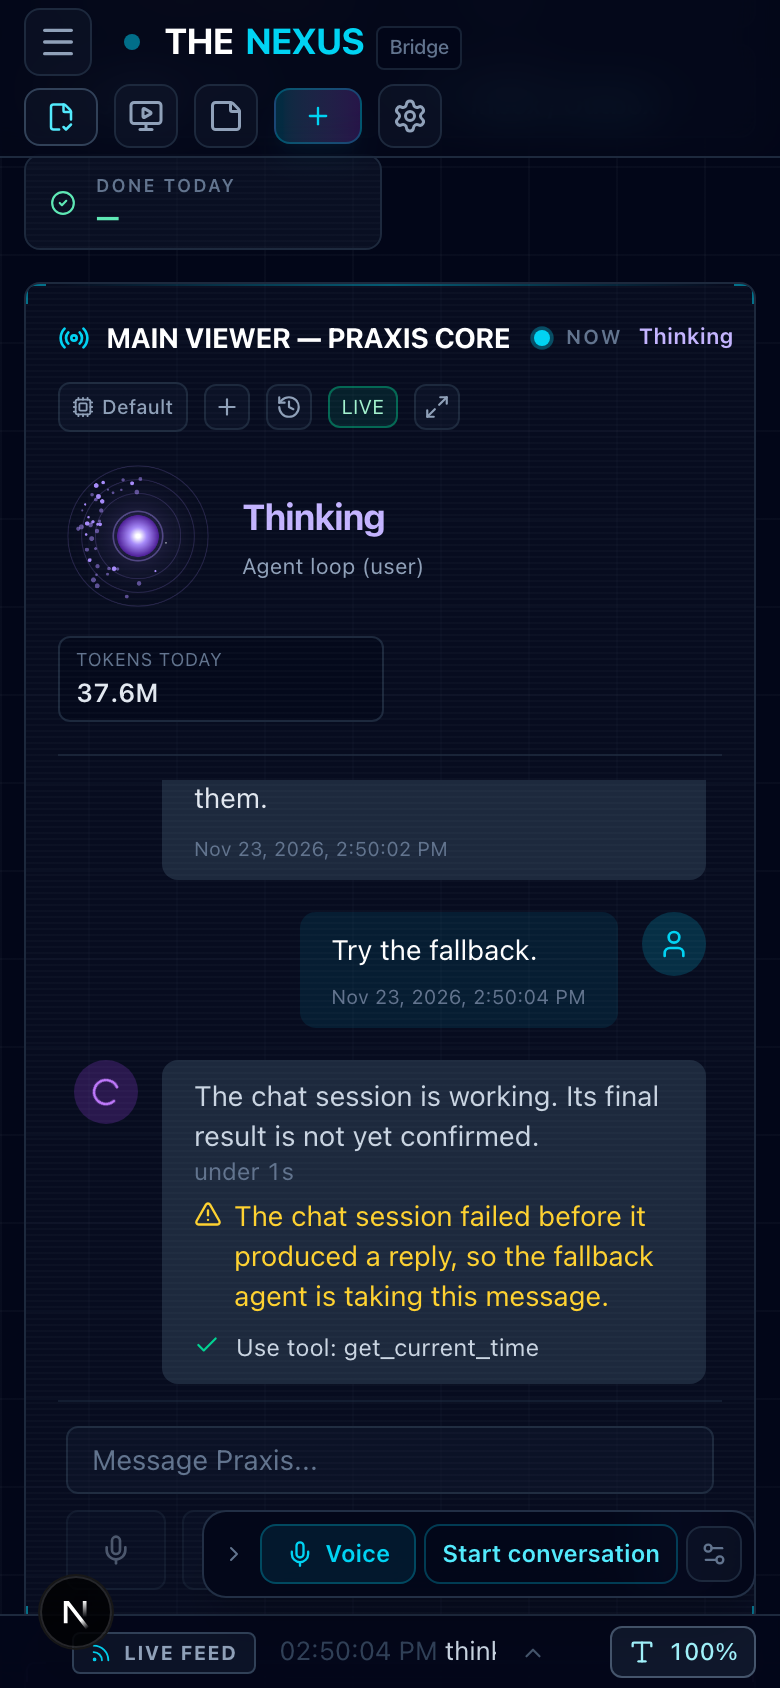 THE NEXUS Bridge
DONE TODAY
MAIN VIEWER — PRAXIS CORE NOW Thinking
Default LIVE
Thinking
Agent loop (user)
TOKENS TODAY
37.6M
them.
Nov 23, 2026, 2:50:02 PM
Try the fallback.
Nov 23, 2026, 2:50:04 PM
The chat session is working. Its final
result is not yet confirmed.
under 1s
The chat session failed before it
produced a reply, so the fallback
agent is taking this message.
Use tool: get_current_time
Message Praxis...
Voice Start conversation
N
LIVE FEED 02:50:04 PM 100%